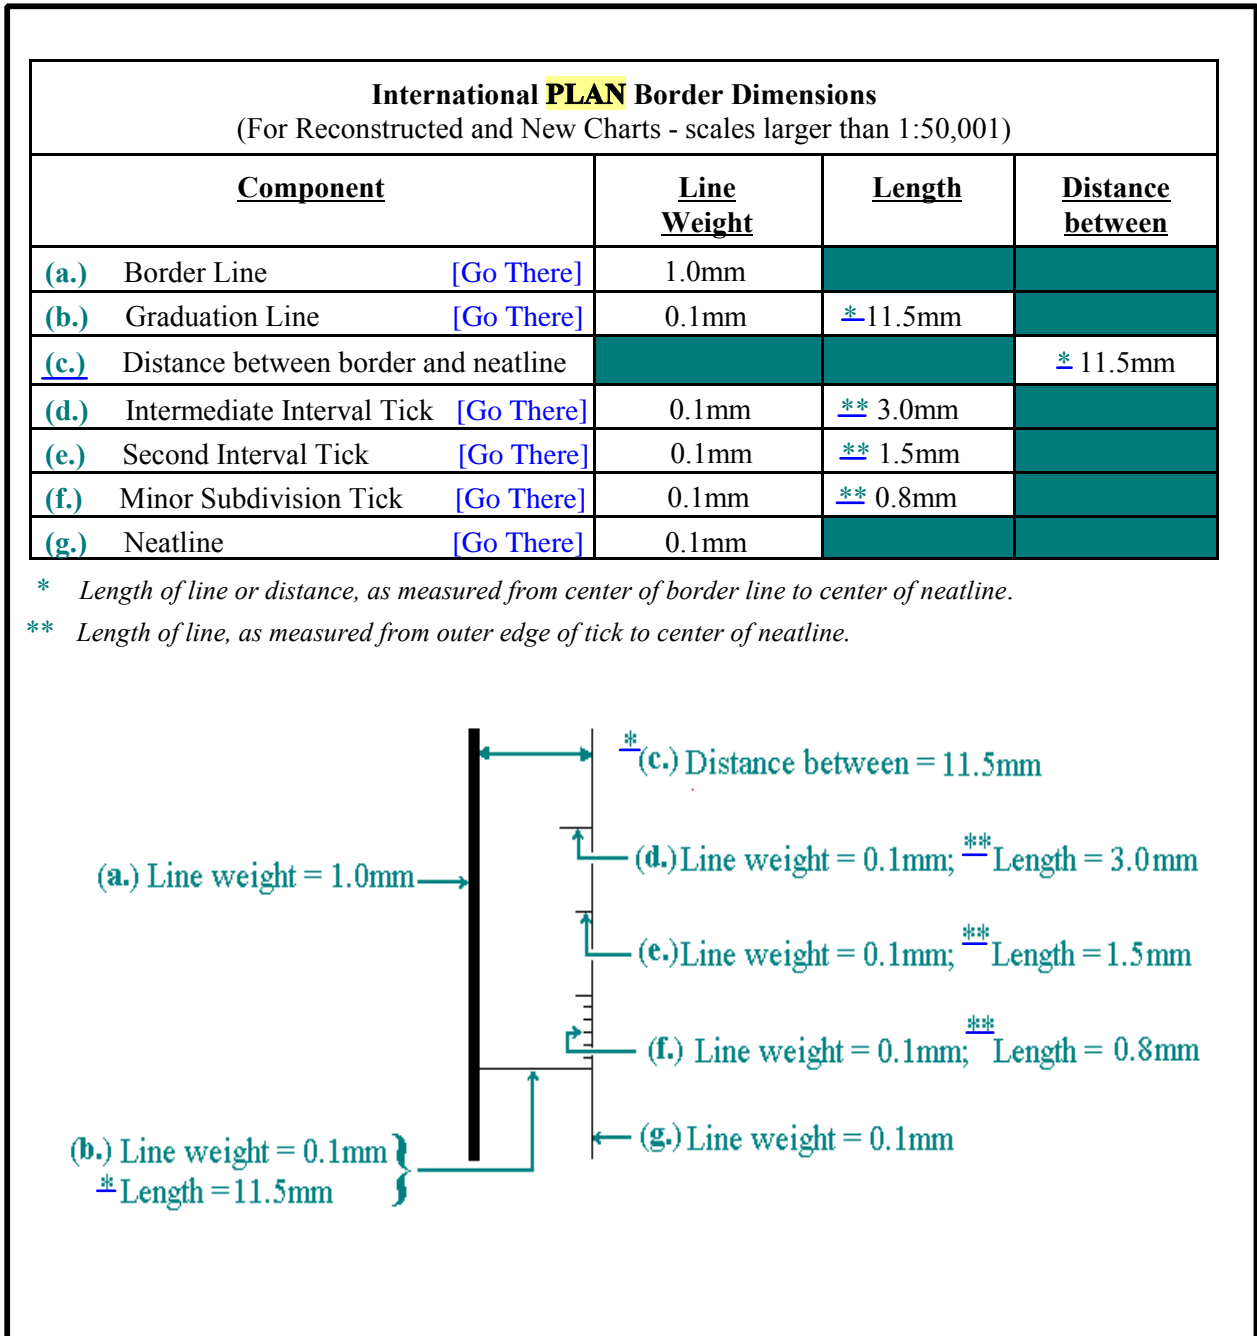 International PLAN Border Dimensions
(For Reconstructed and New Charts - scales larger than 1:50,001)
Component Line Weight Length Distance between
(a.) Border Line [Go There] 1.0mm
(b.) Graduation Line [Go There] 0.1mm * 11.5mm
(c.) Distance between border and neatline * 11.5mm
(d.) Intermediate Interval Tick [Go There] 0.1mm ** 3.0mm
(e.) Second Interval Tick [Go There] 0.1mm ** 1.5mm
(f.) Minor Subdivision Tick [Go There] 0.1mm ** 0.8mm
(g.) Neatline [Go There] 0.1mm
* Length of line or distance, as measured from center of border line to center of neatline.
** Length of line, as measured from outer edge of tick to center of neatline.
*(c.) Distance between = 11.5mm
(d.) Line weight = 0.1mm; ** Length = 3.0mm
(a.) Line weight = 1.0mm
(e.) Line weight = 0.1mm; ** Length = 1.5mm
(f.) Line weight = 0.1mm; ** Length = 0.8mm
(g.) Line weight = 0.1mm
(b.) Line weight = 0.1mm
* Length = 11.5mm